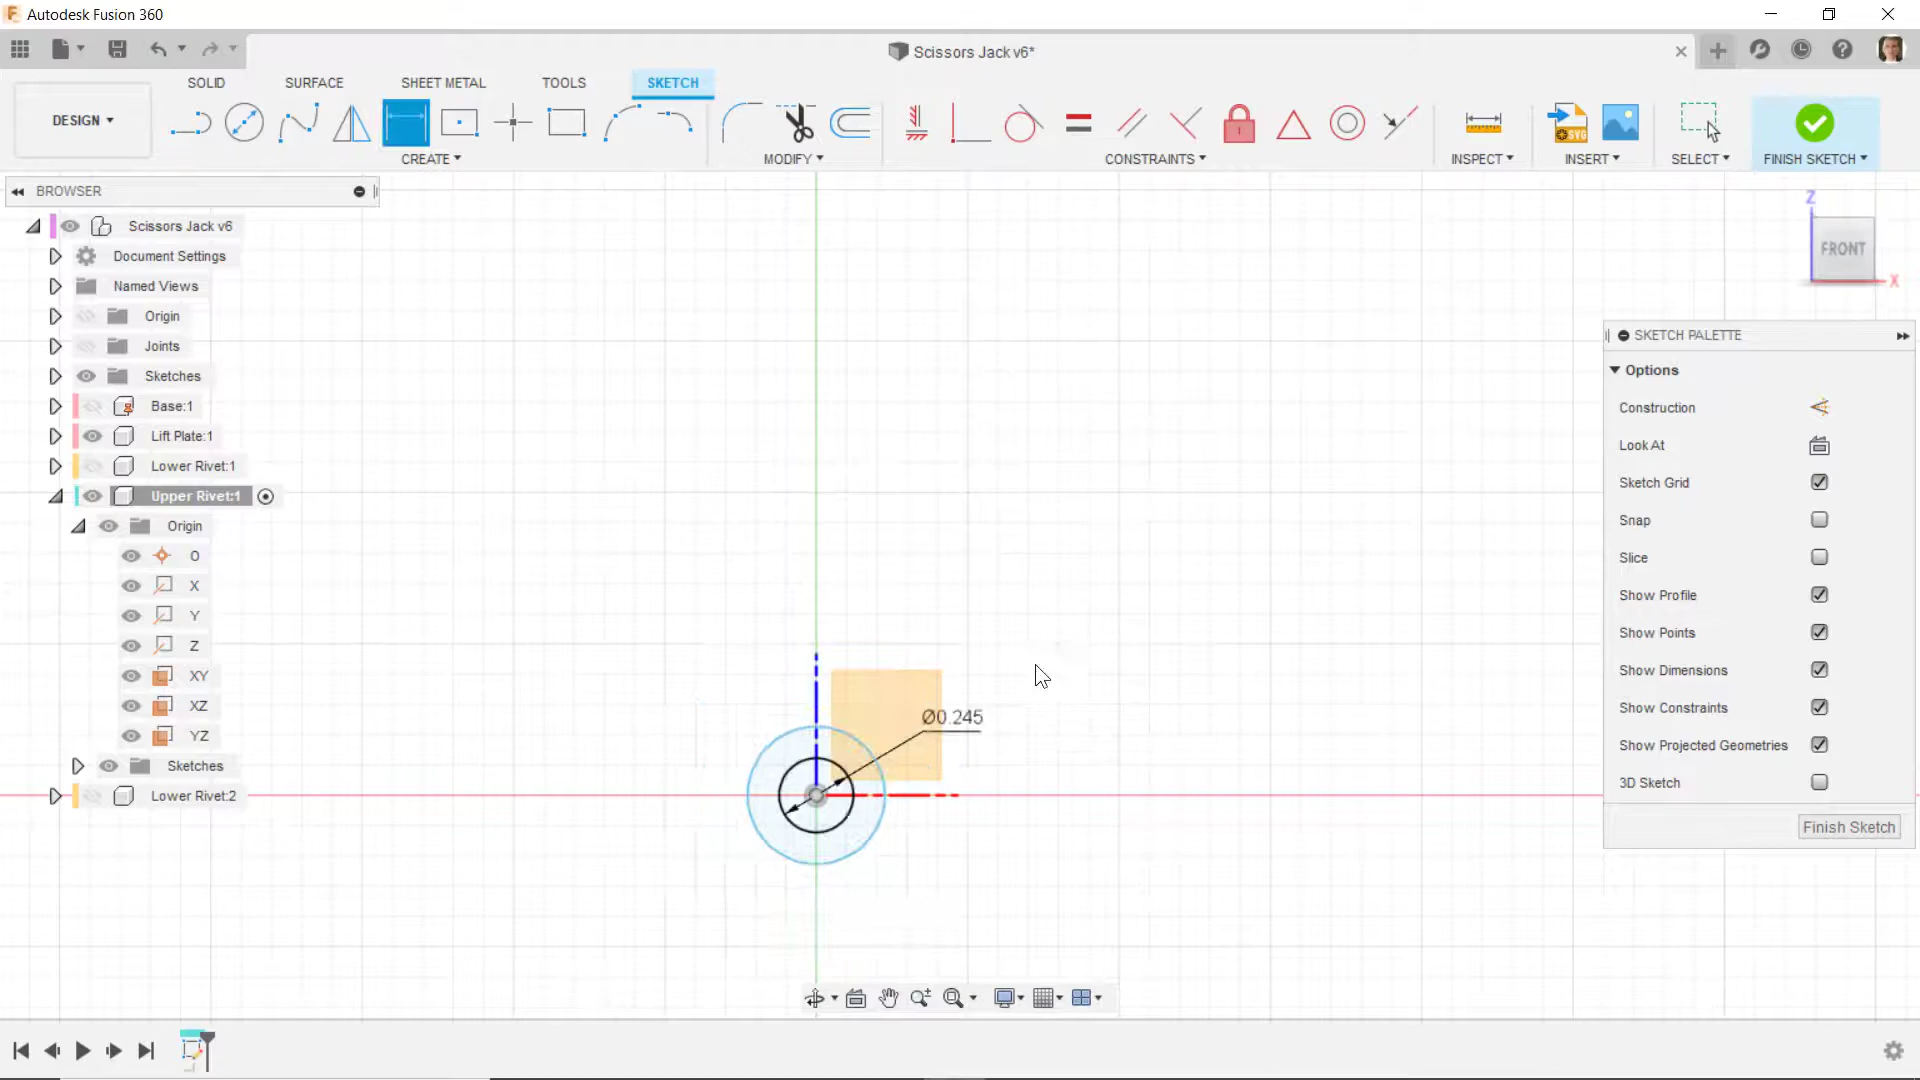 Autodesk Fusion 360
Scissors Jack v6*
SOLID SURFACE SHEET METAL TOOLS SKETCH
DESIGN
CREATE MODIFY CONSTRAINTS INSPECT INSERT SELECT FINISH SKETCH
SVG
BROWSER
Scissors Jack v6
Document Settings
Named Views
Origin
Joints
Sketches
Base:1
Lift Plate:1
Lower Rivet:1
Upper Rivet:1
Origin
O
X
Y
Z
XY
XZ
YZ
Sketches
Lower Rivet:2
Ø0.245
Z
FRONT
X
SKETCH PALETTE
Options
Construction
Look At
Sketch Grid
Snap
Slice
Show Profile
Show Points
Show Dimensions
Show Constraints
Show Projected Geometries
3D Sketch
Finish Sketch